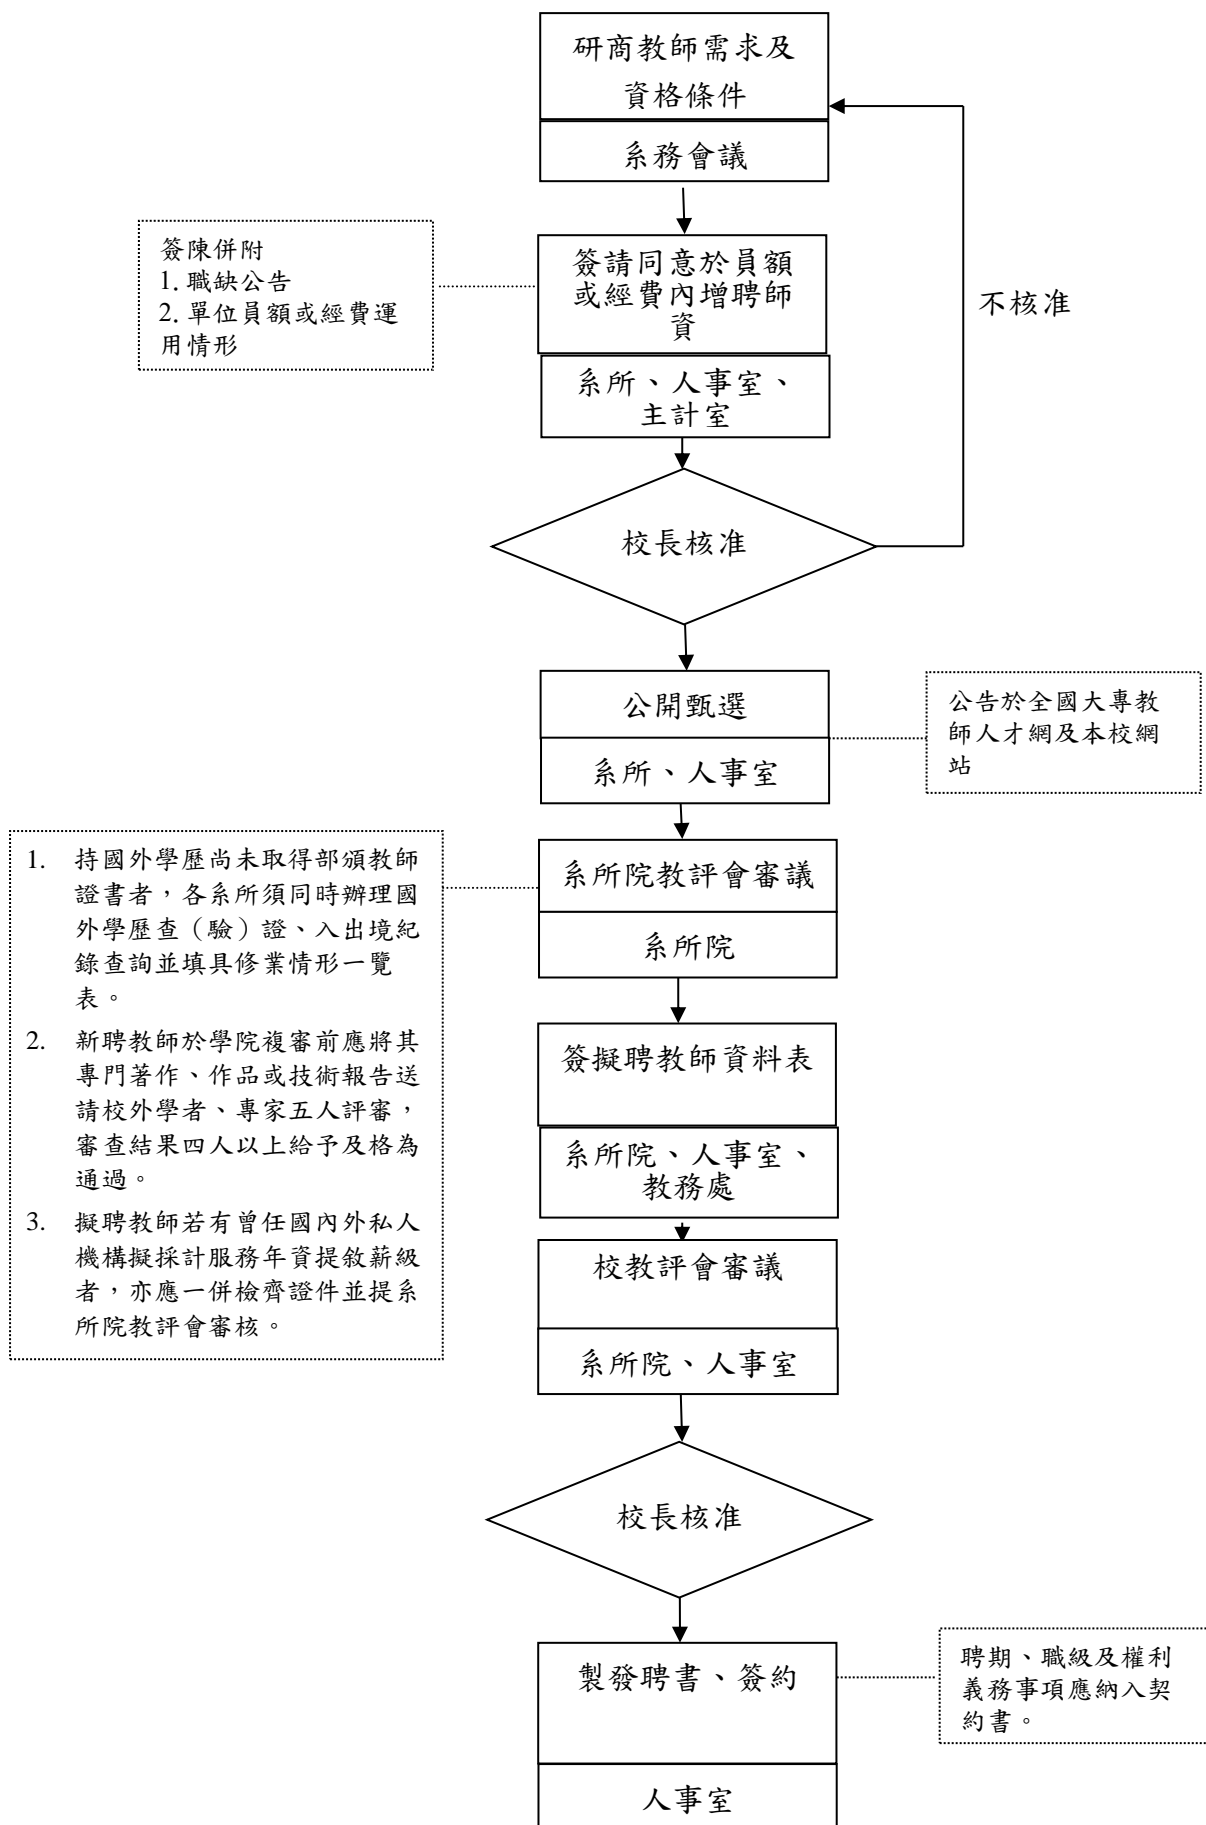 研商教師需求及
資格條件
系務會議
簽陳併附
1. 職缺公告
2. 單位員額或經費運
用情形
簽請同意於員額
或經費內增聘師
資
不核准
系所、人事室、
主計室
校長核准
公開甄選
系所、人事室
公告於全國大專教
師人才網及本校網
站
1. 持國外學歷尚未取得部頒教師
證書者，各系所須同時辦理國
外學歷查（驗）證、入出境紀
錄查詢並填具修業情形一覽
表。
2. 新聘教師於學院複審前應將其
專門著作、作品或技術報告送
請校外學者、專家五人評審，
審查結果四人以上給予及格為
通過。
3. 擬聘教師若有曾任國內外私人
機構擬採計服務年資提敘薪級
者，亦應一併檢齊證件並提系
所院教評會審核。
系所院教評會審議
系所院
簽擬聘教師資料表
系所院、人事室、
教務處
校教評會審議
系所院、人事室
校長核准
製發聘書、簽約
人事室
聘期、職級及權利
義務事項應納入契
約書。